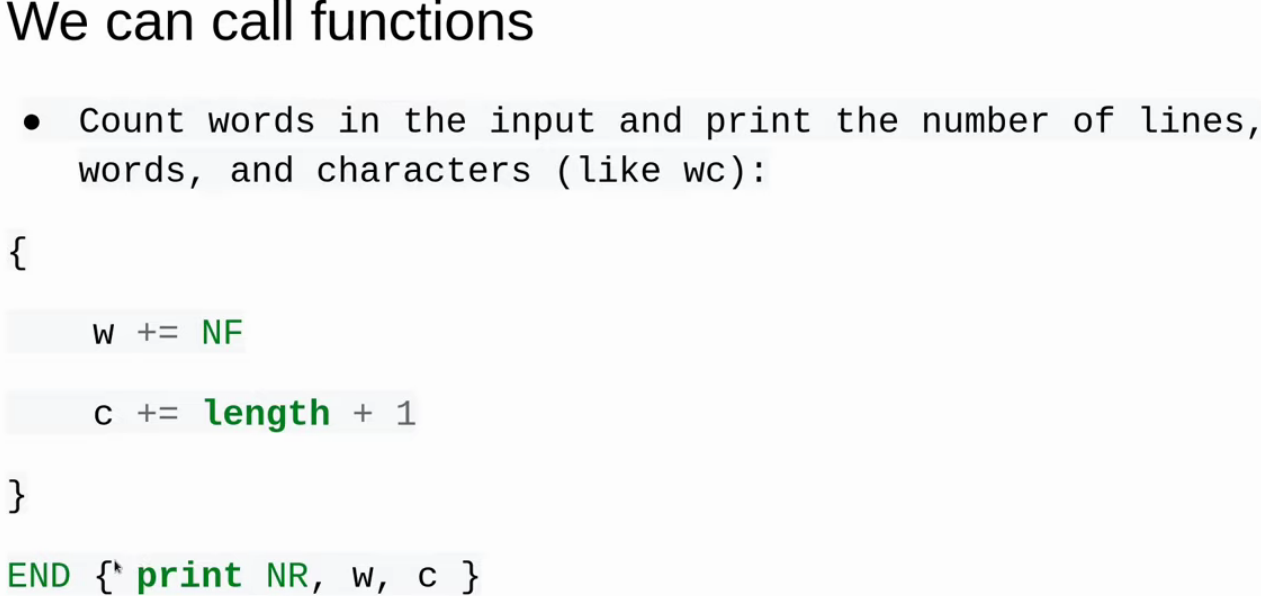 We can call functions
● Count words in the input and print the number of lines,
words, and characters (like wc):
{
w += NF
c += length + 1
}
END { print NR, w, c }